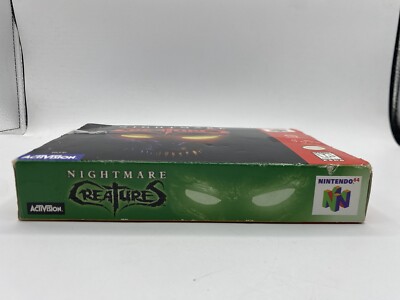 ACTIVISION
NIGHTMARE
CREATURES
ACTIVISION
NINTENDO 64